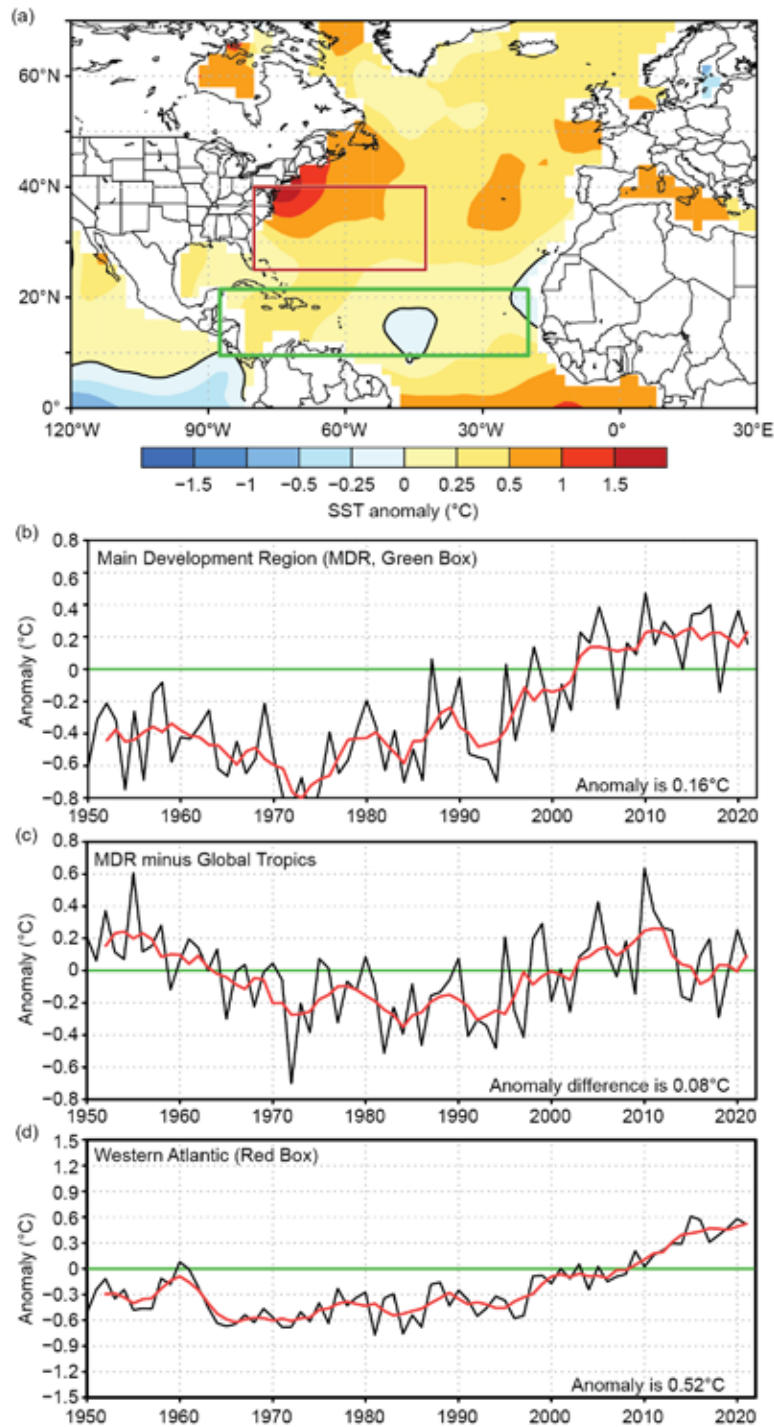 (a)
60°N
40°N
20°N
0°
120°W 90°W 60°W 30°W 0° 30°E
−1.5 −1 −0.5 −0.25 0 0.25 0.5 1 1.5
SST anomaly (°C)
(b)
Main Development Region (MDR, Green Box)
0.8
0.4
0.2
0
−0.2
−0.4
−0.6
−0.8
Anomaly (°C)
Anomaly is 0.16°C
1950 1960 1970 1980 1990 2000 2010 2020
(c)
MDR minus Global Tropics
0.8
0.6
0.4
0.2
0
−0.2
−0.4
−0.6
−0.8
Anomaly (°C)
Anomaly difference is 0.08°C
1950 1960 1970 1980 1990 2000 2010 2020
(d)
Western Atlantic (Red Box)
1.5
1.2
0.9
0.6
0.3
0
−0.3
−0.6
−0.9
−1.2
−1.5
Anomaly (°C)
Anomaly is 0.52°C
1950 1960 1970 1980 1990 2000 2010 2020